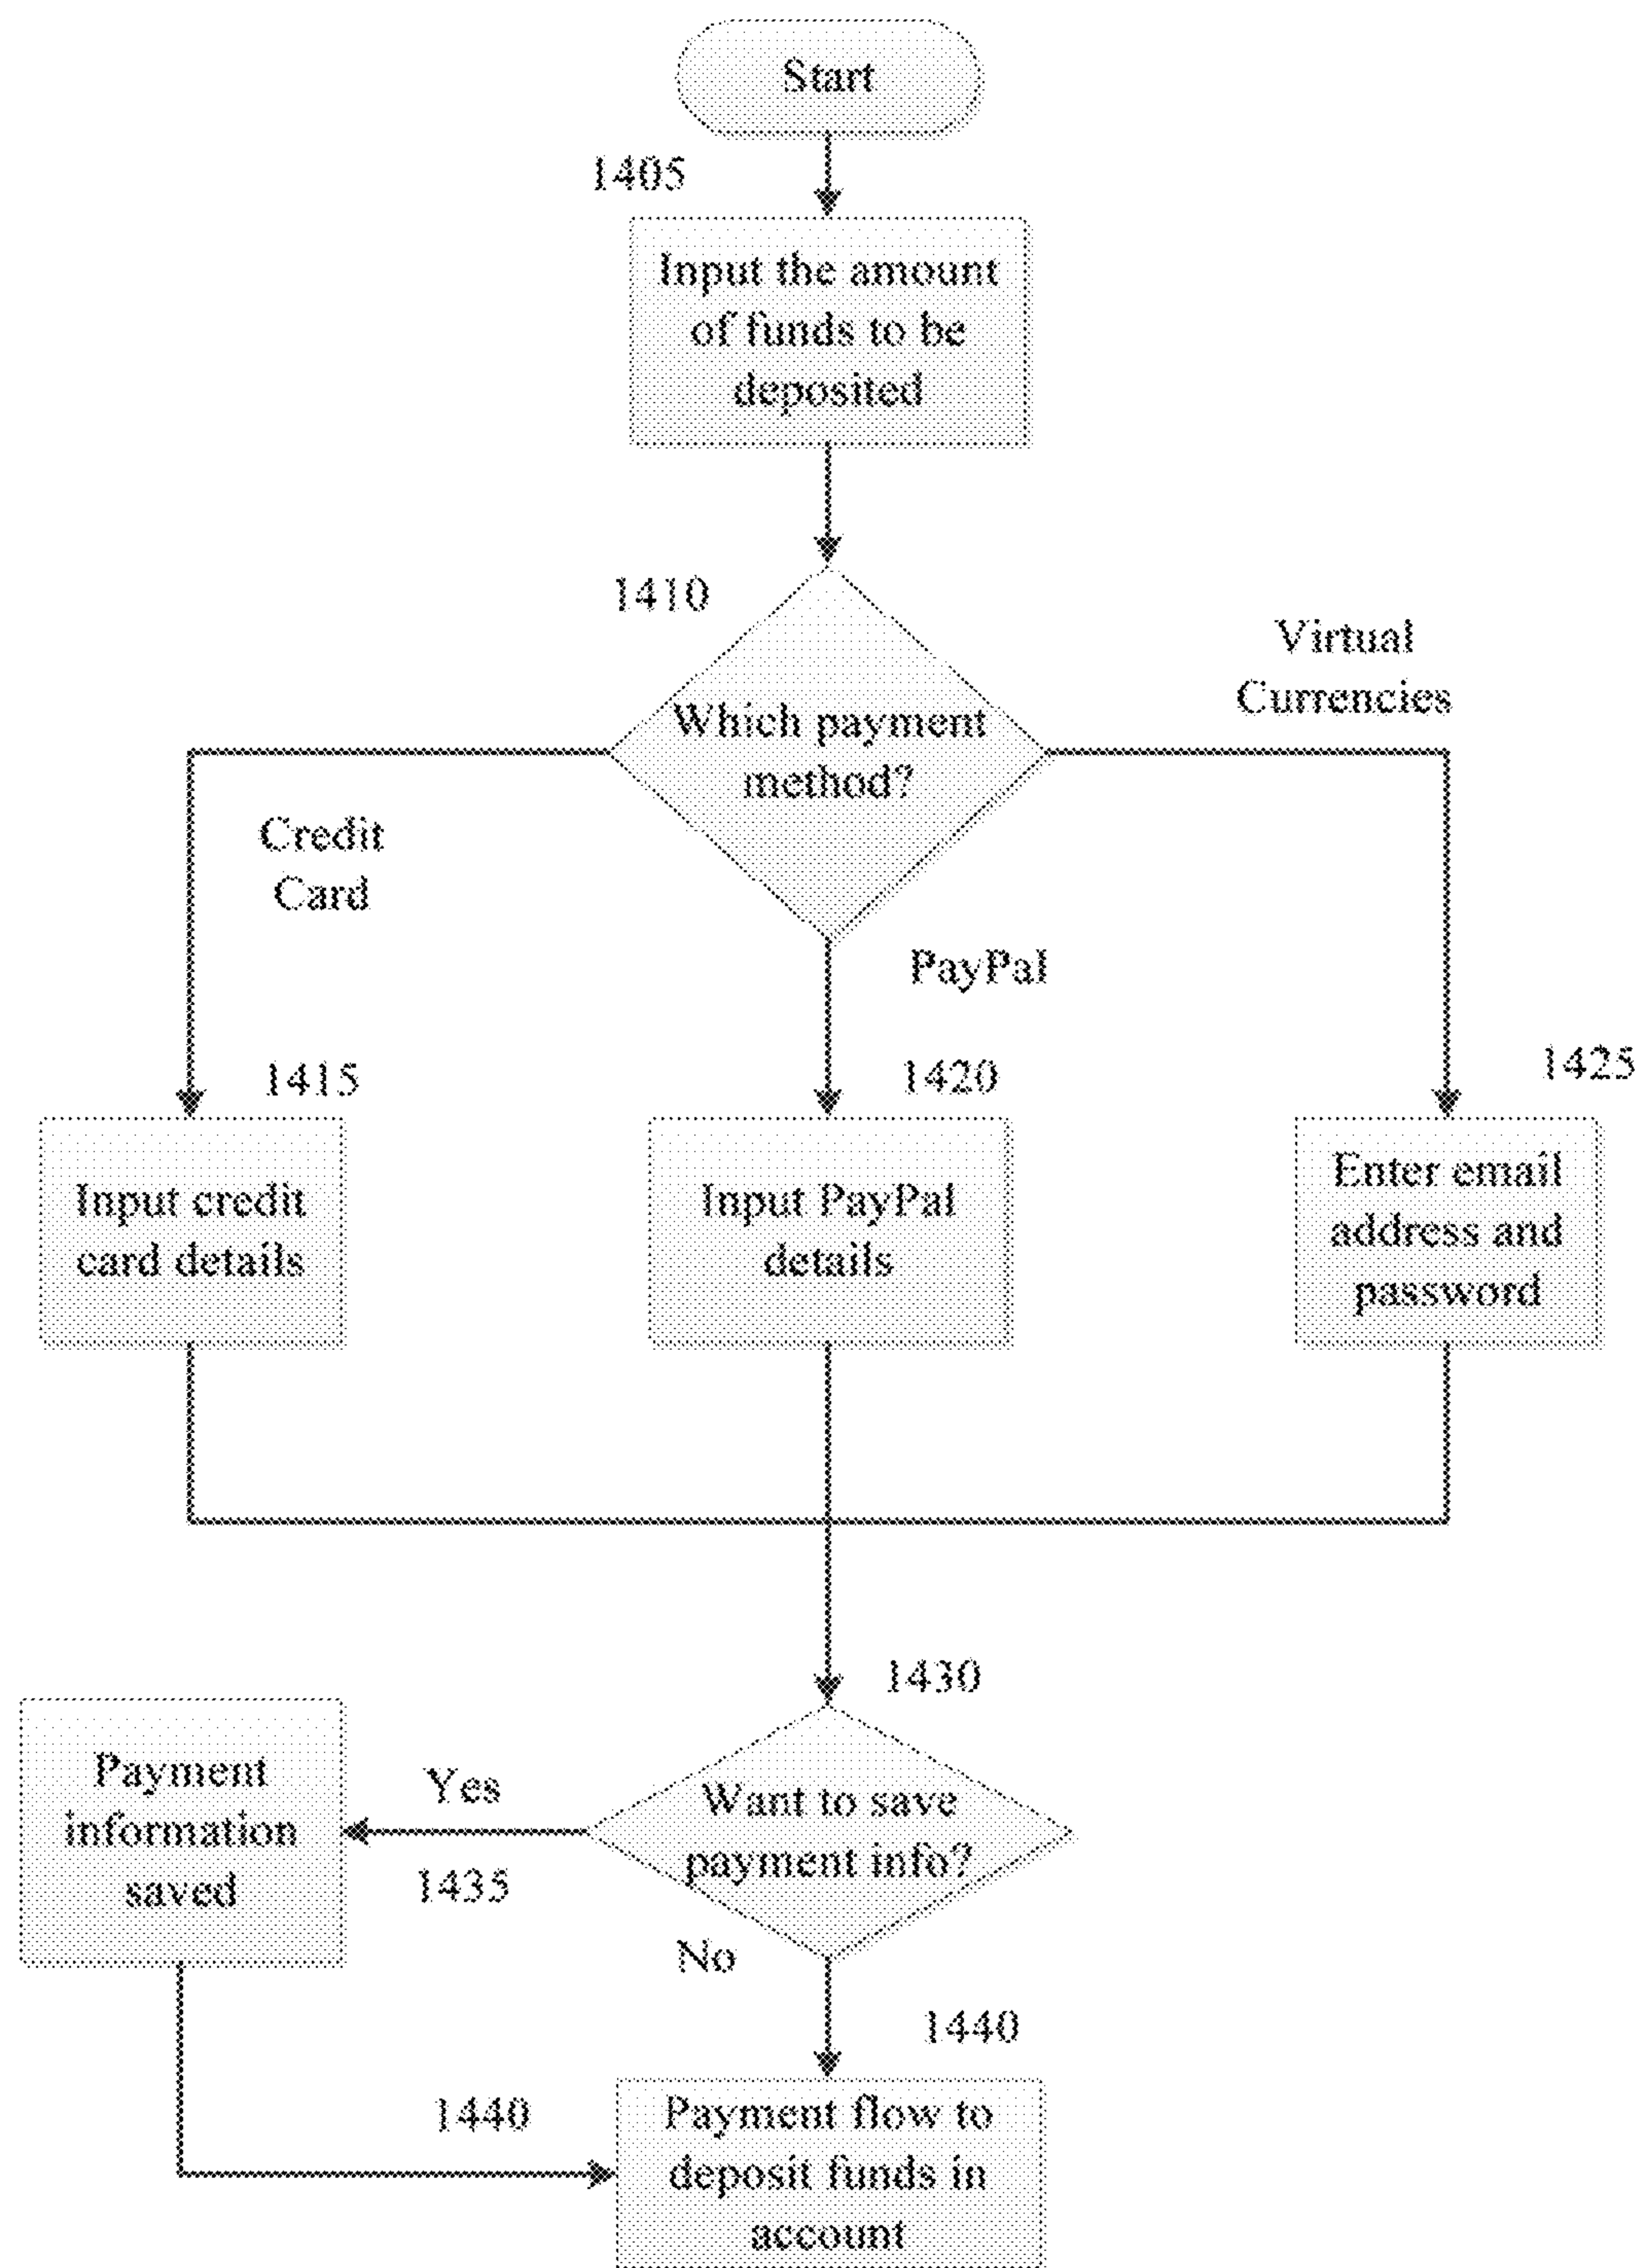 Start
1405
Input the amount
of funds to be
deposited
1410
Which payment
method?
Virtual
Currencies
Credit
Card
PayPal
1415
1420
1425
Input credit
card details
Input PayPal
details
Enter email
address and
password
1430
Want to save
payment info?
Yes
1435
Payment
information
saved
No
1440
1440
Payment flow to
deposit funds in
account